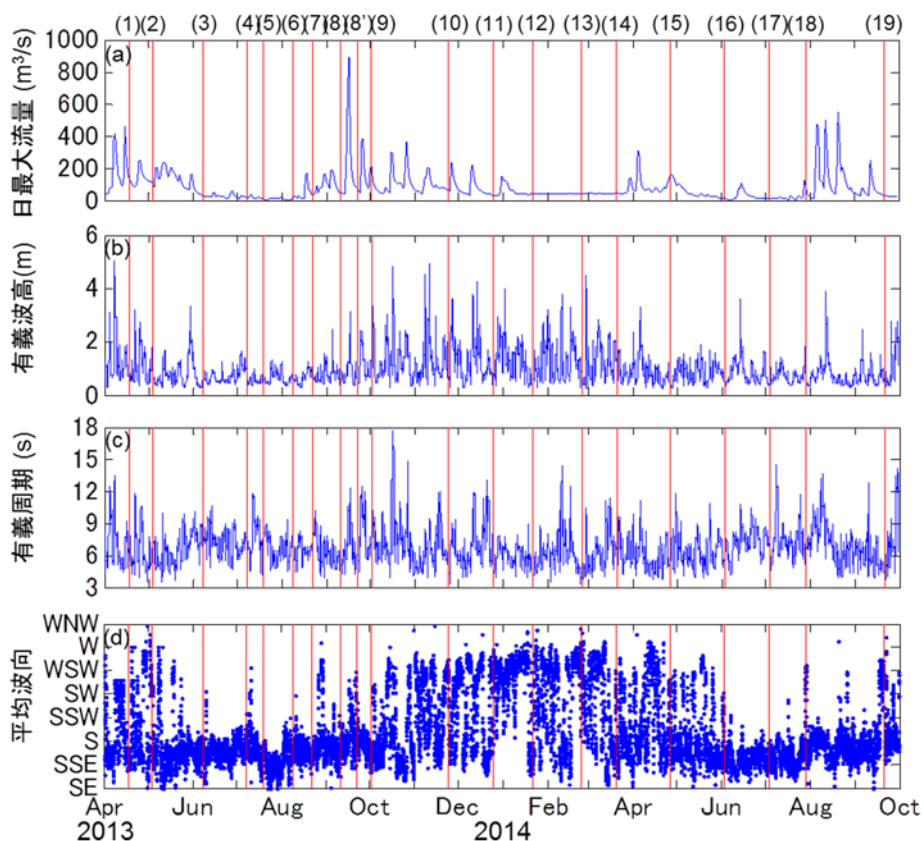 (1)(2) (3) (4)(5)(6)(7)(8)(8')(9) (10) (11) (12) (13)(14) (15) (16) (17)(18) (19)
(a)
日最大流量 (m³/s)
1000
800
600
400
200
0
(b)
有義波高(m)
6
4
2
0
(c)
有義周期 (s)
18
15
12
9
6
3
(d)
平均波向
WNW
W
WSW
SW
SSW
S
SSE
SE
Apr Jun Aug Oct Dec Feb Apr Jun Aug Oct
2013 2014